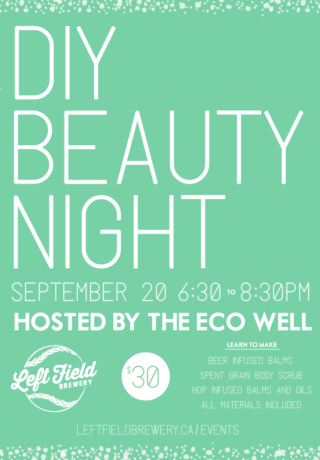 DIY
BEAUTY
NIGHT
SEPTEMBER 20 6:30 TO 8:30PM
HOSTED BY THE ECO WELL
LEARN TO MAKE
BEER INFUSED BALMS
SPENT GRAIN BODY SCRUB
HOP INFUSED BALMS AND OILS
ALL MATERIALS INCLUDED
Left Field
BREWERY
$30
LEFTFIELDBREWERY.CA/EVENTS